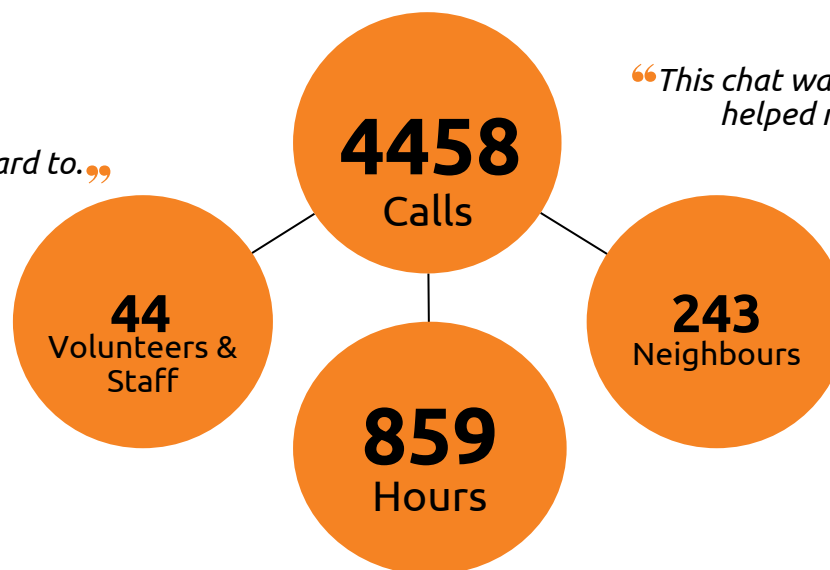 4458
Calls
“This chat wa
helped
ard to.”
44
Volunteers &
Staff
243
Neighbours
859
Hours